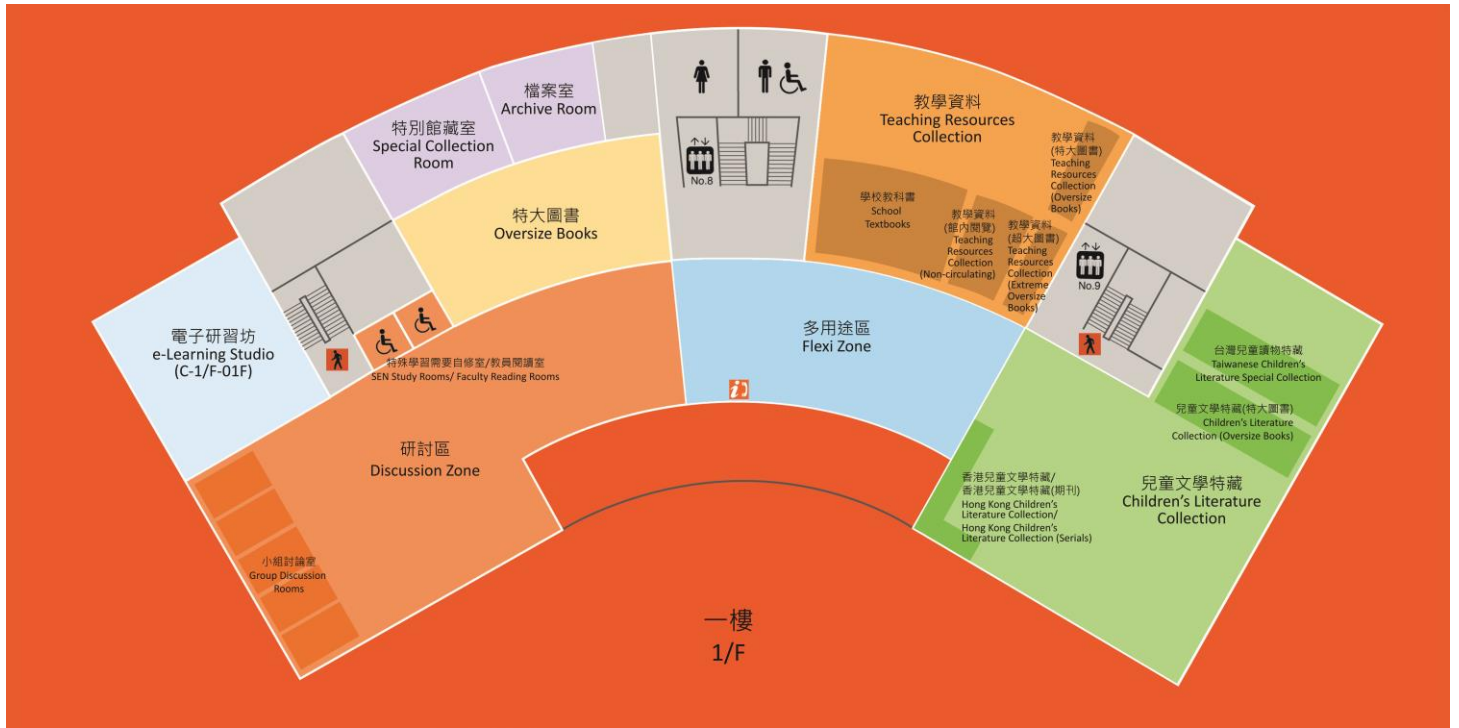 檔案室
Archive Room
特別館藏室
Special Collection
Room
特大圖書
Oversize Books
No.8
教學資料
Teaching Resources
Collection
教學資料
(特大圖書)
Teaching
Resources
Collection
(Oversize
Books)
學校教科書
School
Textbooks
教學資料
(館內閱覽)
Teaching
Resources
Collection
(Non-circulating)
教學資料
(超大圖書)
Teaching
Resources
Collection
(Extreme
Oversize
Books)
No.9
電子研習坊
e-Learning Studio
(C-1/F-01F)
特殊學習需要自修室/教員閱讀室
SEN Study Rooms/ Faculty Reading Rooms
多用途區
Flexi Zone
i
台灣兒童讀物特藏
Taiwanese Children's
Literature Special Collection
兒童文學特藏(特大圖書)
Children's Literature
Collection (Oversize Books)
研討區
Discussion Zone
香港兒童文學特藏/
香港兒童文學特藏(期刊)
Hong Kong Children's
Literature Collection/
Hong Kong Children's
Literature Collection (Serials)
兒童文學特藏
Children's Literature
Collection
小組討論室
Group Discussion
Rooms
一樓
1/F